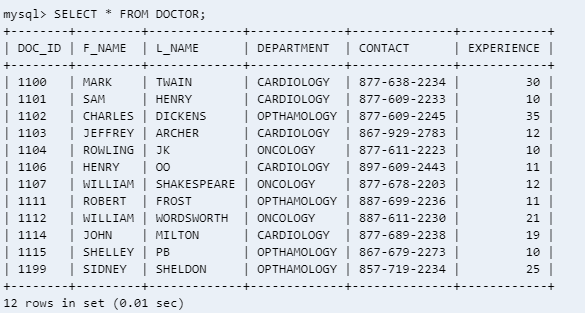 mysql> SELECT * FROM DOCTOR;
+--------+---------+-------------+------------+--------------+------------+
| DOC_ID | F_NAME | L_NAME | DEPARTMENT | CONTACT | EXPERIENCE |
+--------+---------+-------------+------------+--------------+------------+
| 1100 | MARK | TWAIN | CARDIOLOGY | 877-638-2234 | 30 |
| 1101 | SAM | HENRY | CARDIOLOGY | 877-609-2233 | 10 |
| 1102 | CHARLES | DICKENS | OPTHAMOLOGY | 877-609-2245 | 35 |
| 1103 | JEFFREY | ARCHER | CARDIOLOGY | 867-929-2783 | 12 |
| 1104 | ROWLING | JK | ONCOLOGY | 877-611-2223 | 10 |
| 1106 | HENRY | OO | CARDIOLOGY | 897-609-2443 | 11 |
| 1107 | WILLIAM | SHAKESPEARE | ONCOLOGY | 877-678-2203 | 12 |
| 1111 | ROBERT | FROST | OPTHAMOLOGY | 887-699-2236 | 11 |
| 1112 | WILLIAM | WORDSWORTH | ONCOLOGY | 887-611-2230 | 21 |
| 1114 | JOHN | MILTON | CARDIOLOGY | 877-689-2238 | 19 |
| 1115 | SHELLEY | PB | OPTHAMOLOGY | 867-679-2273 | 10 |
| 1199 | SIDNEY | SHELDON | OPTHAMOLOGY | 857-719-2234 | 25 |
+--------+---------+-------------+------------+--------------+------------+
12 rows in set (0.01 sec)